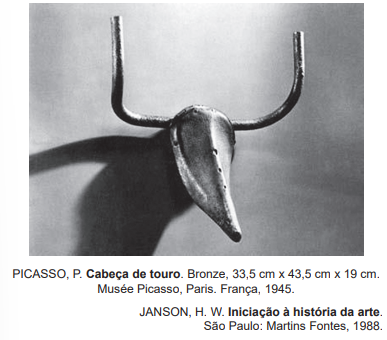 PICASSO, P. Cabeça de touro. Bronze, 33,5 cm x 43,5 cm x 19 cm.
Musée Picasso, Paris. França, 1945.
JANSON, H. W. Iniciação à história da arte.
São Paulo: Martins Fontes, 1988.